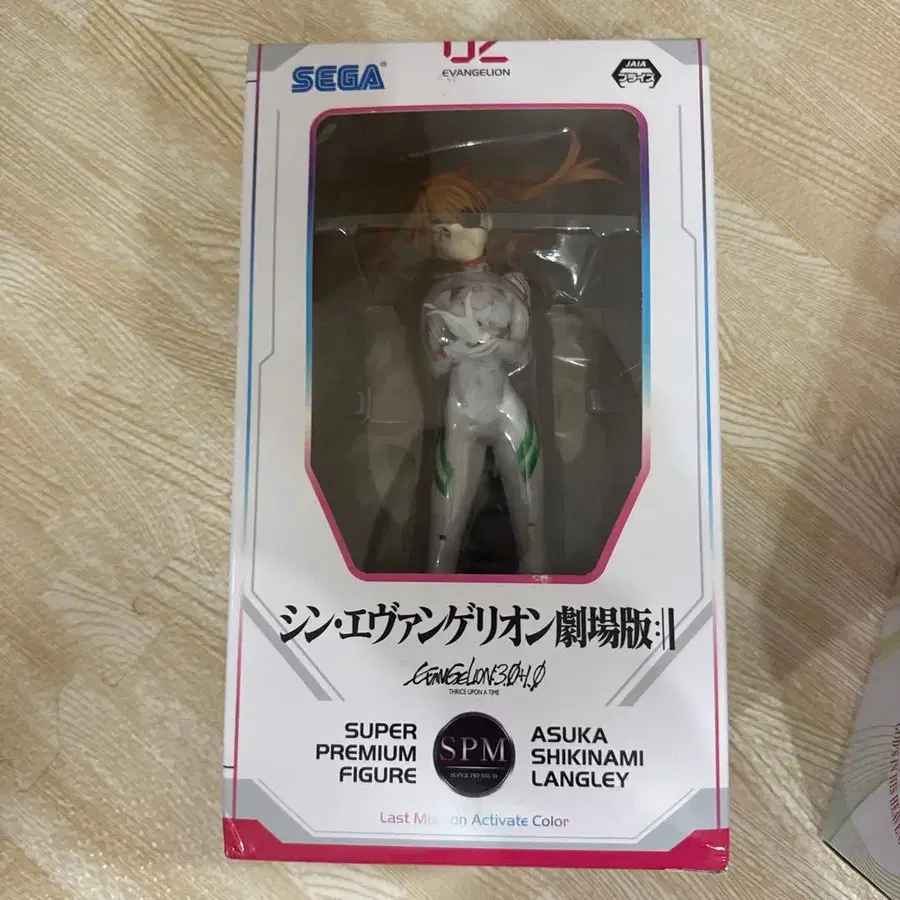 02
EVANGELION
SEGA®
JAIA
プライズ
シン・エヴァンゲリオン劇場版:||
EVANGELION:3.0+1.0
THRICE UPON A TIME
SUPER
PREMIUM
FIGURE
SPM
SUPER PREMIUM
ASUKA
SHIKINAMI
LANGLEY
Last Mission Activate Color